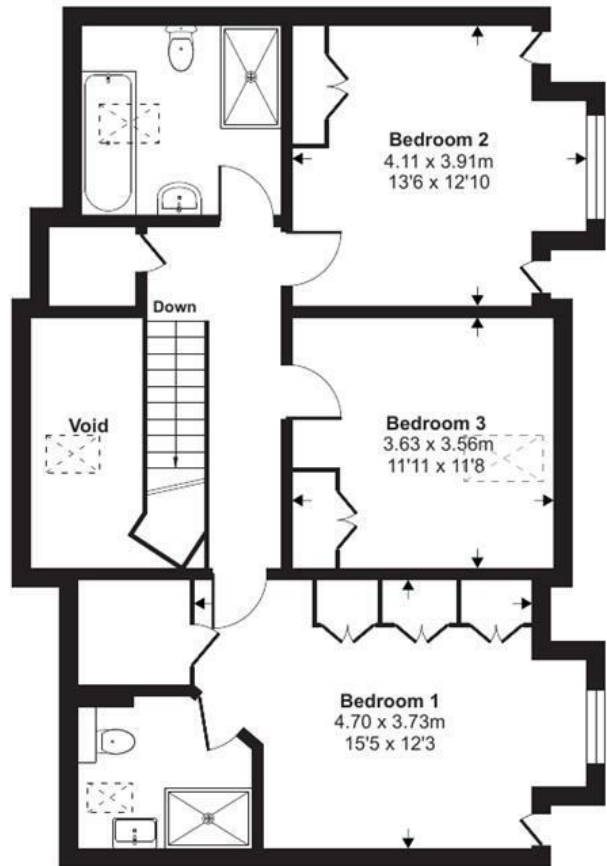 Bedroom 2
4.11 x 3.91m
13'6 x 12'10
Down
Void
Bedroom 3
3.63 x 3.56m
11'11 x 11'8
Bedroom 1
4.70 x 3.73m
15'5 x 12'3